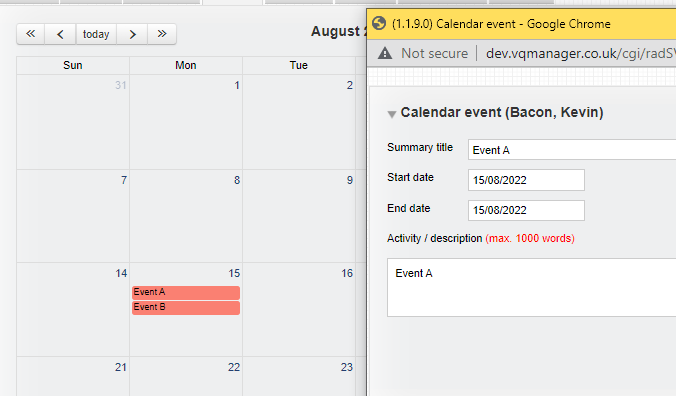 « < today > »
August 2
Sun Mon Tue
31 1 2
7 8 9
14 15 16
Event A
Event B
21 22 23
(1.1.9.0) Calendar event - Google Chrome
Not secure dev.vqmanager.co.uk/cgi/radS
Calendar event (Bacon, Kevin)
Summary title Event A
Start date 15/08/2022
End date 15/08/2022
Activity / description (max. 1000 words)
Event A